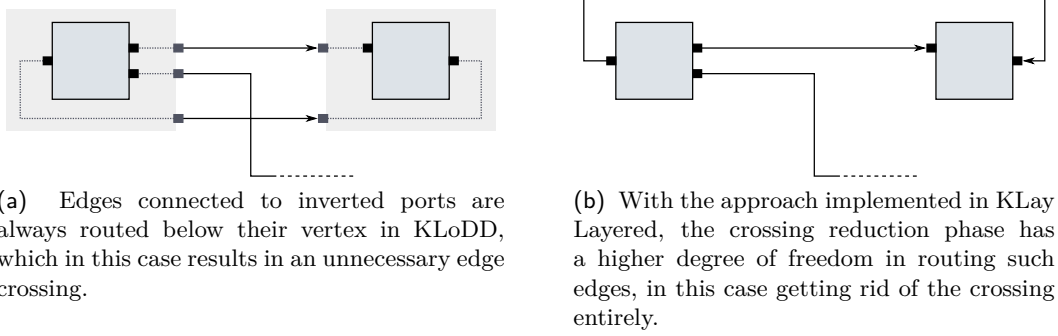 (a) Edges connected to inverted ports are
always routed below their vertex in KLoDD,
which in this case results in an unnecessary edge
crossing.
(b) With the approach implemented in KLay
Layered, the crossing reduction phase has
a higher degree of freedom in routing such
edges, in this case getting rid of the crossing
entirely.